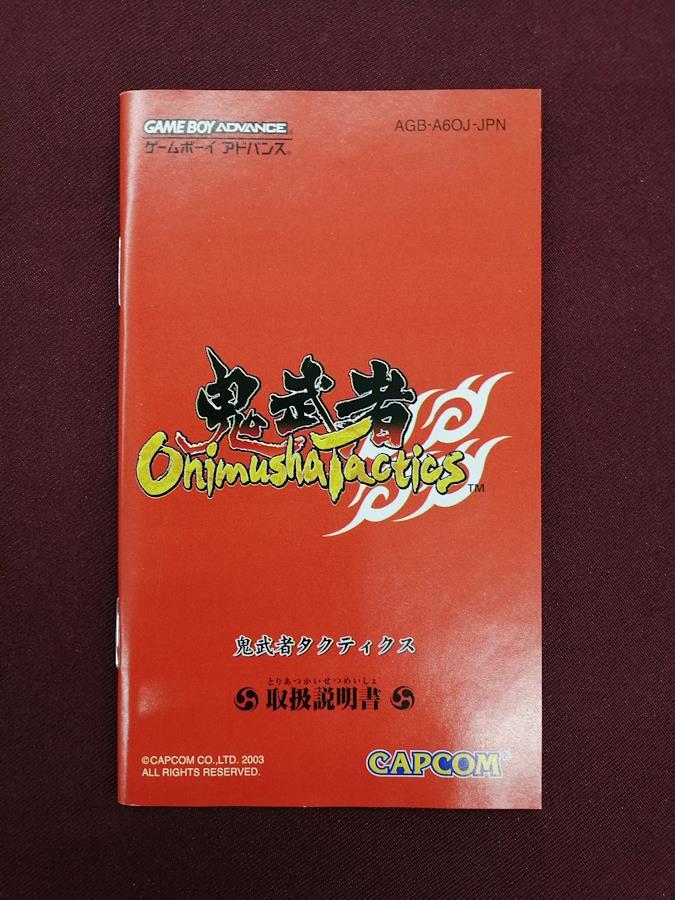 GAME BOY ADVANCE
AGB-A6OJ-JPN
ゲームボーイ アドバンス®
鬼武者
OnimushaTactics™
鬼武者タクティクス
とりあつかいせつめいしょ
取扱説明書
©CAPCOM CO.,LTD. 2003
ALL RIGHTS RESERVED.
CAPCOM®